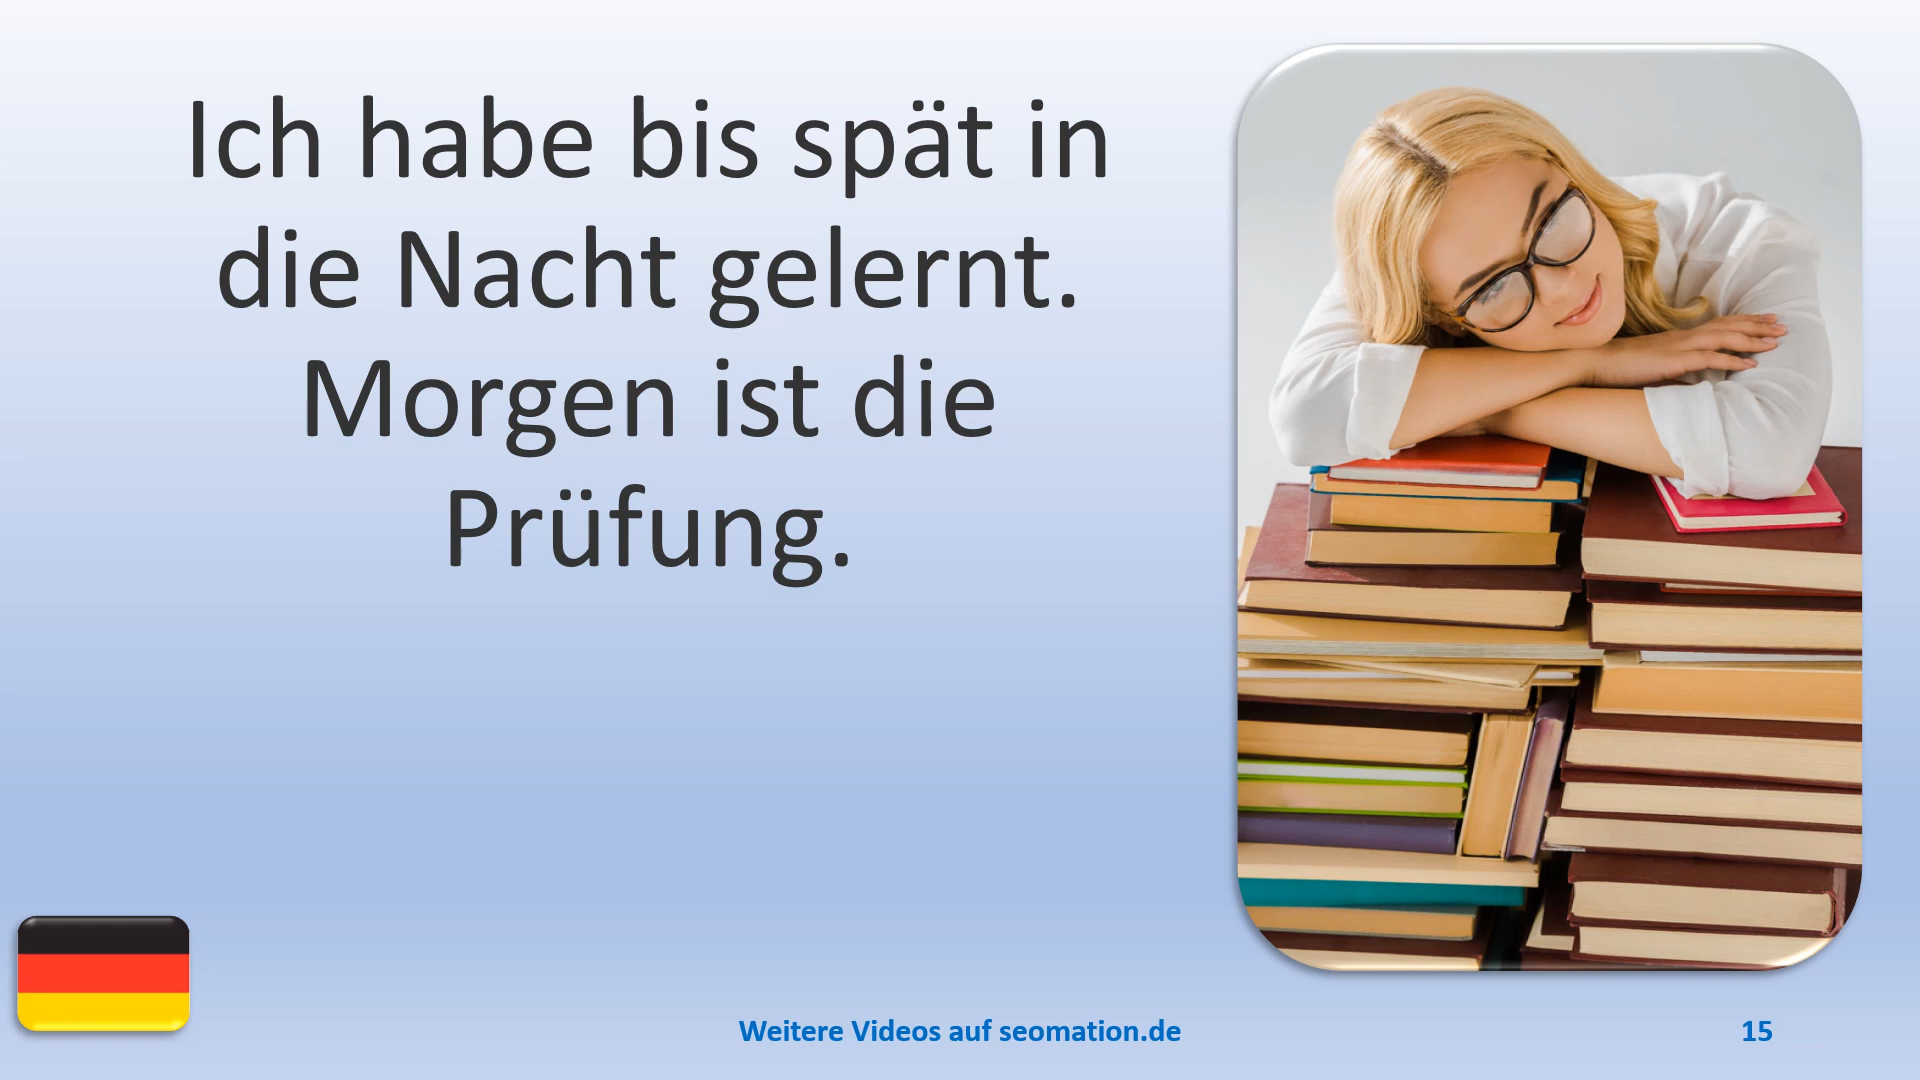 Ich habe bis spät in
die Nacht gelernt.
Morgen ist die
Prüfung.
Weitere Videos auf seomation.de
15